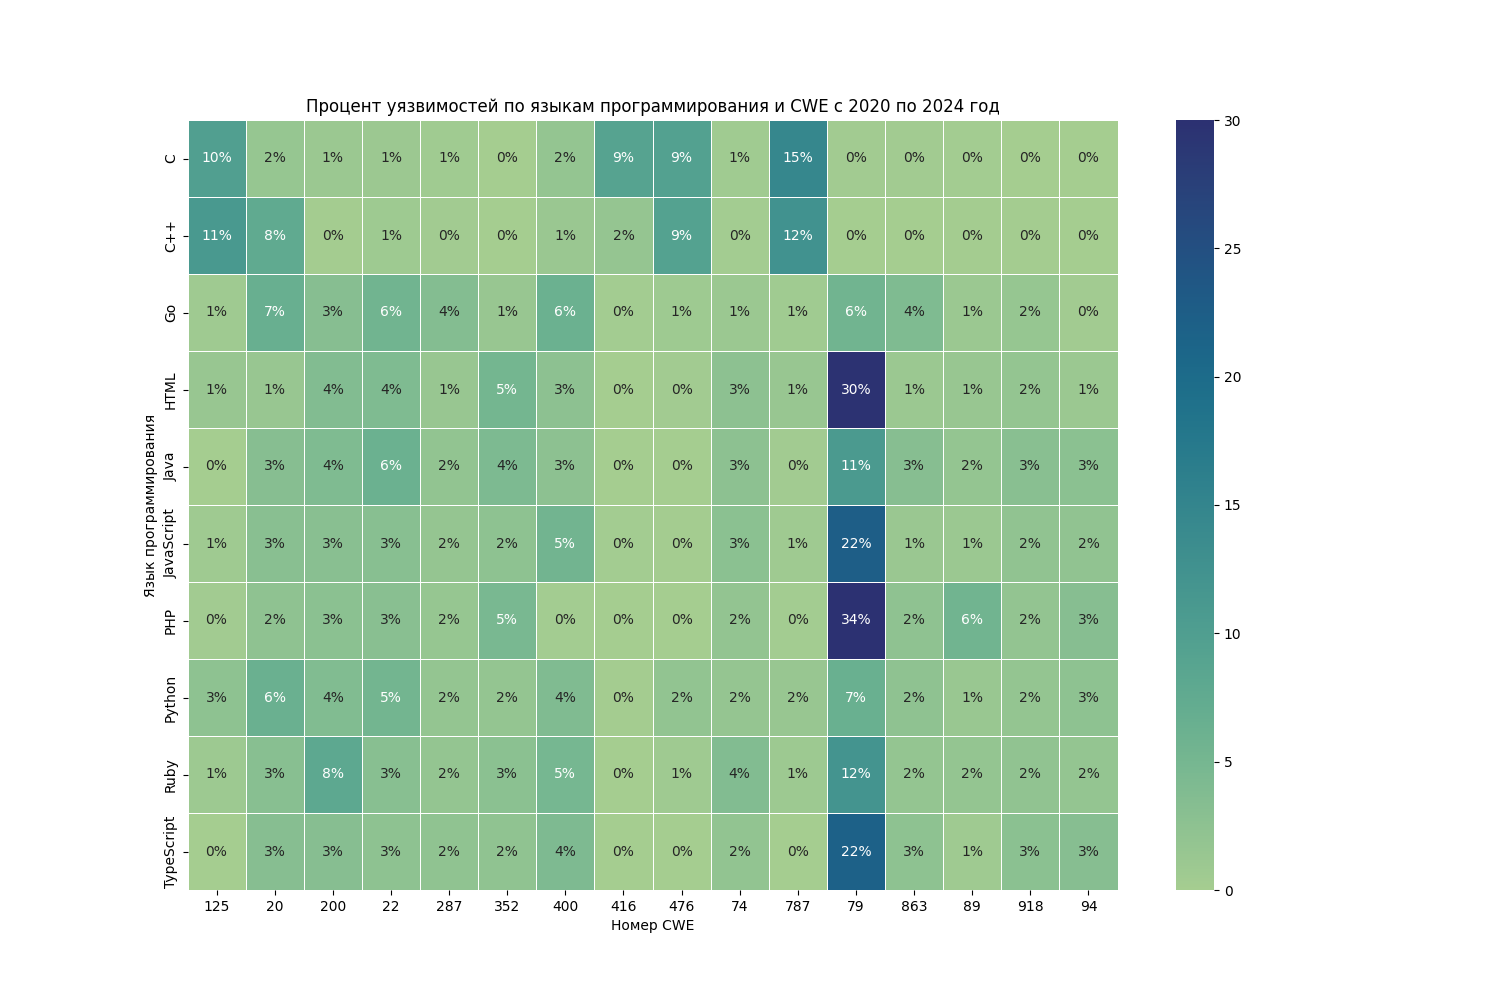 Процент уязвимостей по языкам программирования и CWE с 2020 по 2024 год
Язык программирования
C 10% 2% 1% 1% 1% 0% 2% 9% 9% 1% 15% 0% 0% 0% 0% 0%
C++ 11% 8% 0% 1% 0% 0% 1% 2% 9% 0% 12% 0% 0% 0% 0% 0%
Go 1% 7% 3% 6% 4% 1% 6% 0% 1% 1% 1% 6% 4% 1% 2% 0%
HTML 1% 1% 4% 4% 1% 5% 3% 0% 0% 3% 1% 30% 1% 1% 2% 1%
Java 0% 3% 4% 6% 2% 4% 3% 0% 0% 3% 0% 11% 3% 2% 3% 3%
JavaScript 1% 3% 3% 3% 2% 2% 5% 0% 0% 3% 1% 22% 1% 1% 2% 2%
PHP 0% 2% 3% 3% 2% 5% 0% 0% 0% 2% 0% 34% 2% 6% 2% 3%
Python 3% 6% 4% 5% 2% 2% 4% 0% 2% 2% 2% 7% 2% 1% 2% 3%
Ruby 1% 3% 8% 3% 2% 3% 5% 0% 1% 4% 1% 12% 2% 2% 2% 2%
TypeScript 0% 3% 3% 3% 2% 2% 4% 0% 0% 2% 0% 22% 3% 1% 3% 3%
125 20 200 22 287 352 400 416 476 74 787 79 863 89 918 94
Номер CWE
30
25
20
15
10
5
0